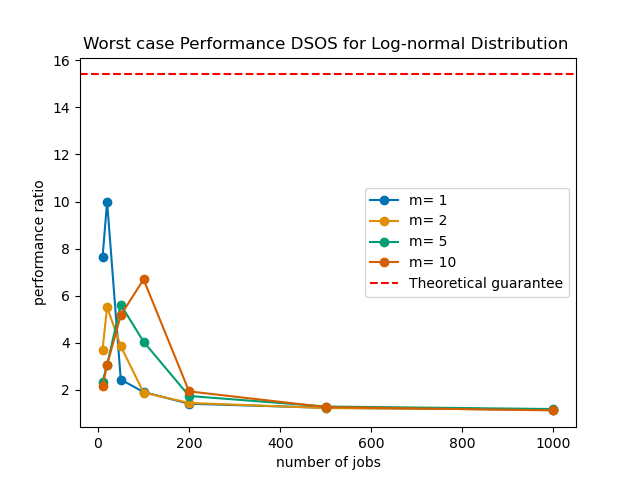 Worst case Performance DSOS for Log-normal Distribution
16
14
12
10
8
6
4
2
performance ratio
m= 1
m= 2
m= 5
m= 10
Theoretical guarantee
0 200 400 600 800 1000
number of jobs